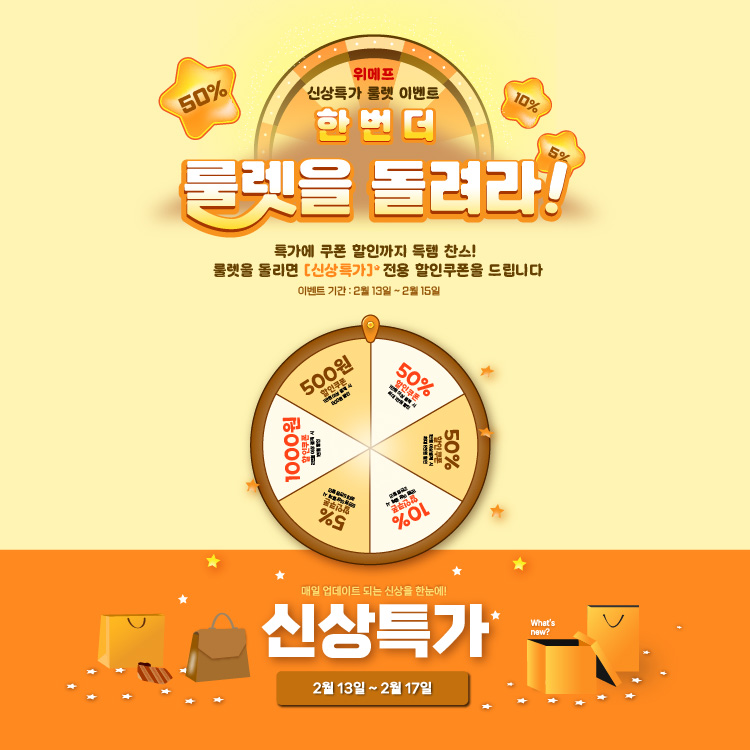 위메프
신상특가 룰렛 이벤트
한 번 더
룰렛을 돌려라!
50%
10%
5%
특가에 쿠폰 할인까지 득템 찬스!
룰렛을 돌리면 [신상특가]* 전용 할인쿠폰을 드립니다
이벤트 기간 : 2월 13일 ~ 2월 15일
500원
할인쿠폰
50%
할인쿠폰
50%
할인쿠폰
10%
할인쿠폰
5%
할인쿠폰
1000원
할인쿠폰
매일 업데이트 되는 신상을 한눈에!
신상특가
2월 13일 ~ 2월 17일
What's
new?